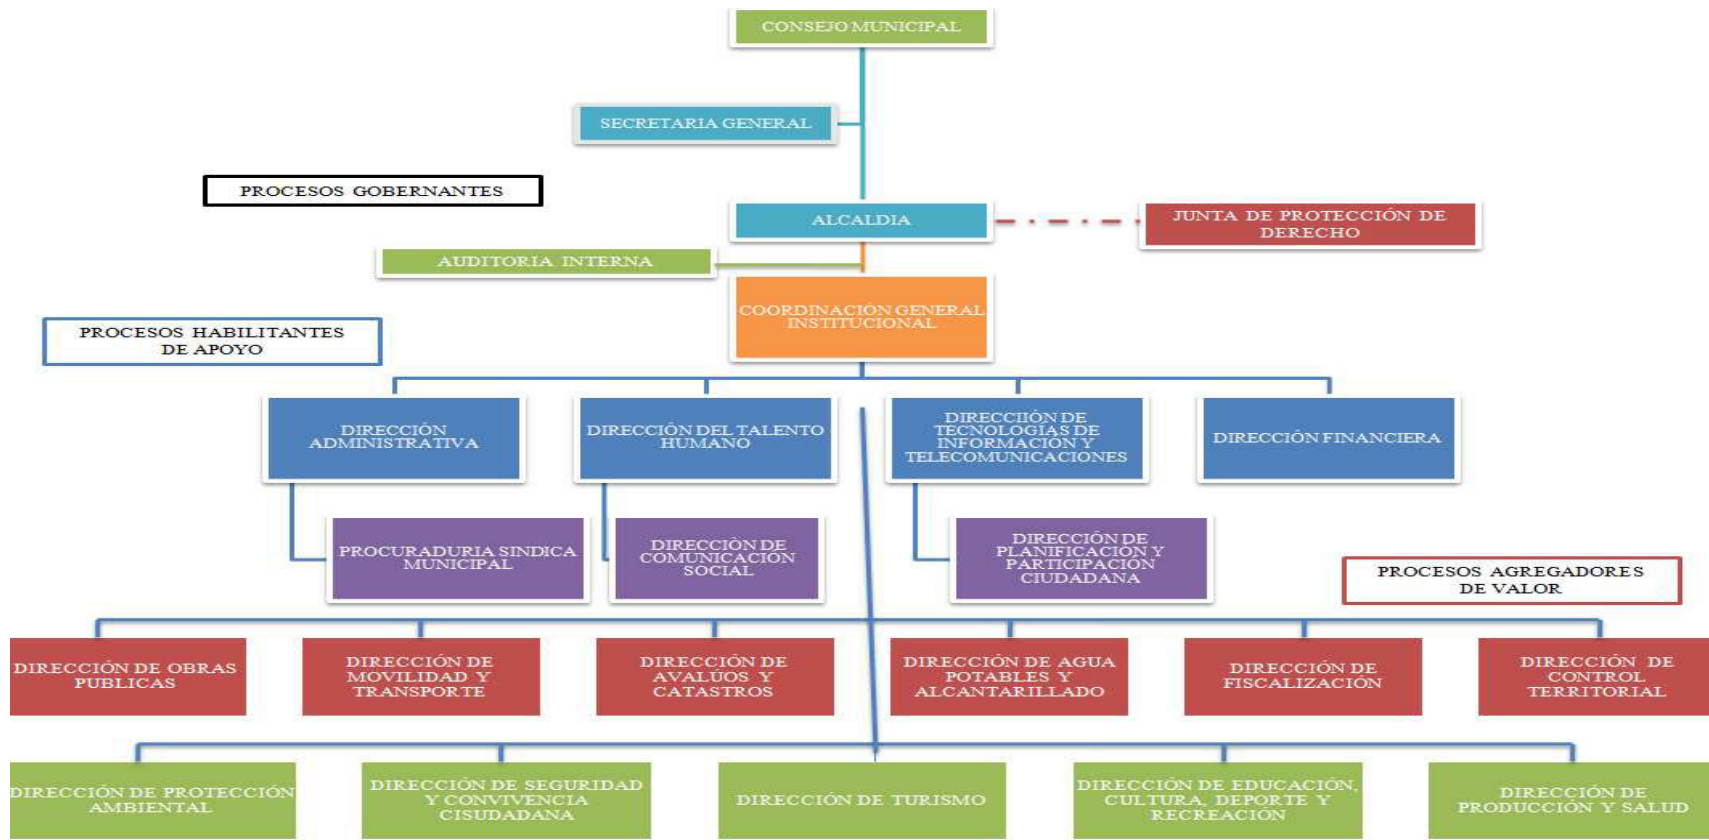 CONSEJO MUNICIPAL
SECRETARIA GENERAL
PROCESOS GOBERNANTES
ALCALDIA
JUNTA DE PROTECCIÓN DE
DERECHO
AUDITORIA INTERNA
COORDINACIÓN GENERAL
INSTITUCIONAL
PROCESOS HABILITANTES
DE APOYO
DIRECCIÓN
ADMINISTRATIVA
DIRECCIÓN DEL TALENTO
HUMANO
DIRECCIIÓN DE
TECNOLOGÍAS DE
INFORMACIÓN Y
TELECOMUNICACIONES
DIRECCIÓN FINANCIERA
PROCURADURIA SINDICA
MUNICIPAL
DIRECCIÒN DE
COMUNICACIÓN
SOCIAL
DIRECCIÓN DE
PLANIFICACIÓN Y
PARTICIPACIÓN
CIUDADANA
PROCESOS AGREGADORES
DE VALOR
DIRECCIÓN DE OBRAS
PUBLICAS
DIRECCIÓN DE
MOVILIDAD Y
TRANSPORTE
DIRECCIÓN DE
AVALÚOS Y
CATASTROS
DIRECCIÓN DE AGUA
POTABLES Y
ALCANTARILLADO
DIRECCIÓN DE
FISCALIZACIÓN
DIRECCIÓN DE
CONTROL
TERRITORIAL
DIRECCIÓN DE PROTECCIÓN
AMBIENTAL
DIRECCIÓN DE SEGURIDAD
Y CONVIVENCIA
CISUDADANA
DIRECCIÓN DE TURISMO
DIRECCIÓN DE EDUCACIÓN,
CULTURA, DEPORTE Y
RECREACIÓN
DIRECCIÓN DE
PRODUCCIÓN Y SALUD